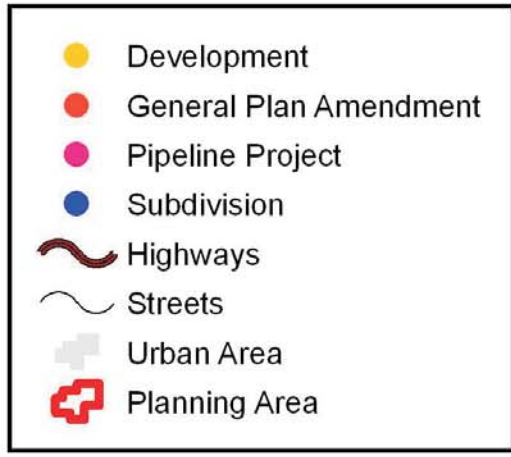 Development
General Plan Amendment
Pipeline Project
Subdivision
Highways
Streets
Urban Area
Planning Area